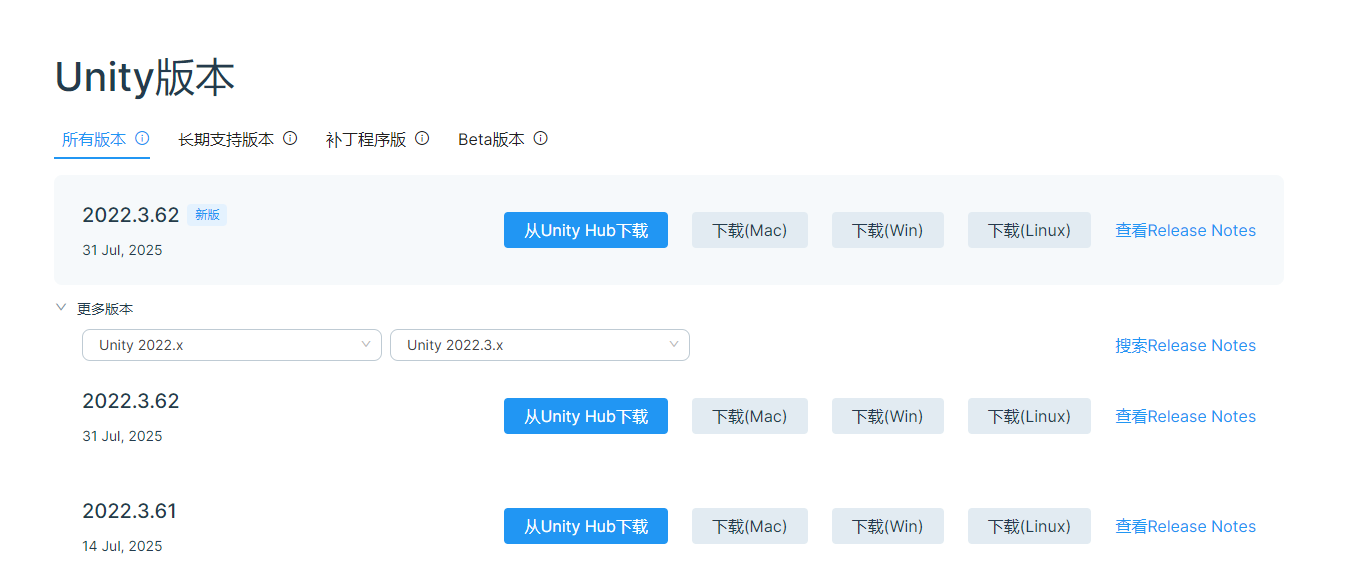 Unity版本
所有版本 长期支持版本 补丁程序版 Beta版本
2022.3.62 新版
31 Jul, 2025
从Unity Hub下载 下载(Mac) 下载(Win) 下载(Linux) 查看Release Notes
更多版本
Unity 2022.x Unity 2022.3.x 搜索Release Notes
2022.3.62
31 Jul, 2025
从Unity Hub下载 下载(Mac) 下载(Win) 下载(Linux) 查看Release Notes
2022.3.61
14 Jul, 2025
从Unity Hub下载 下载(Mac) 下载(Win) 下载(Linux) 查看Release Notes